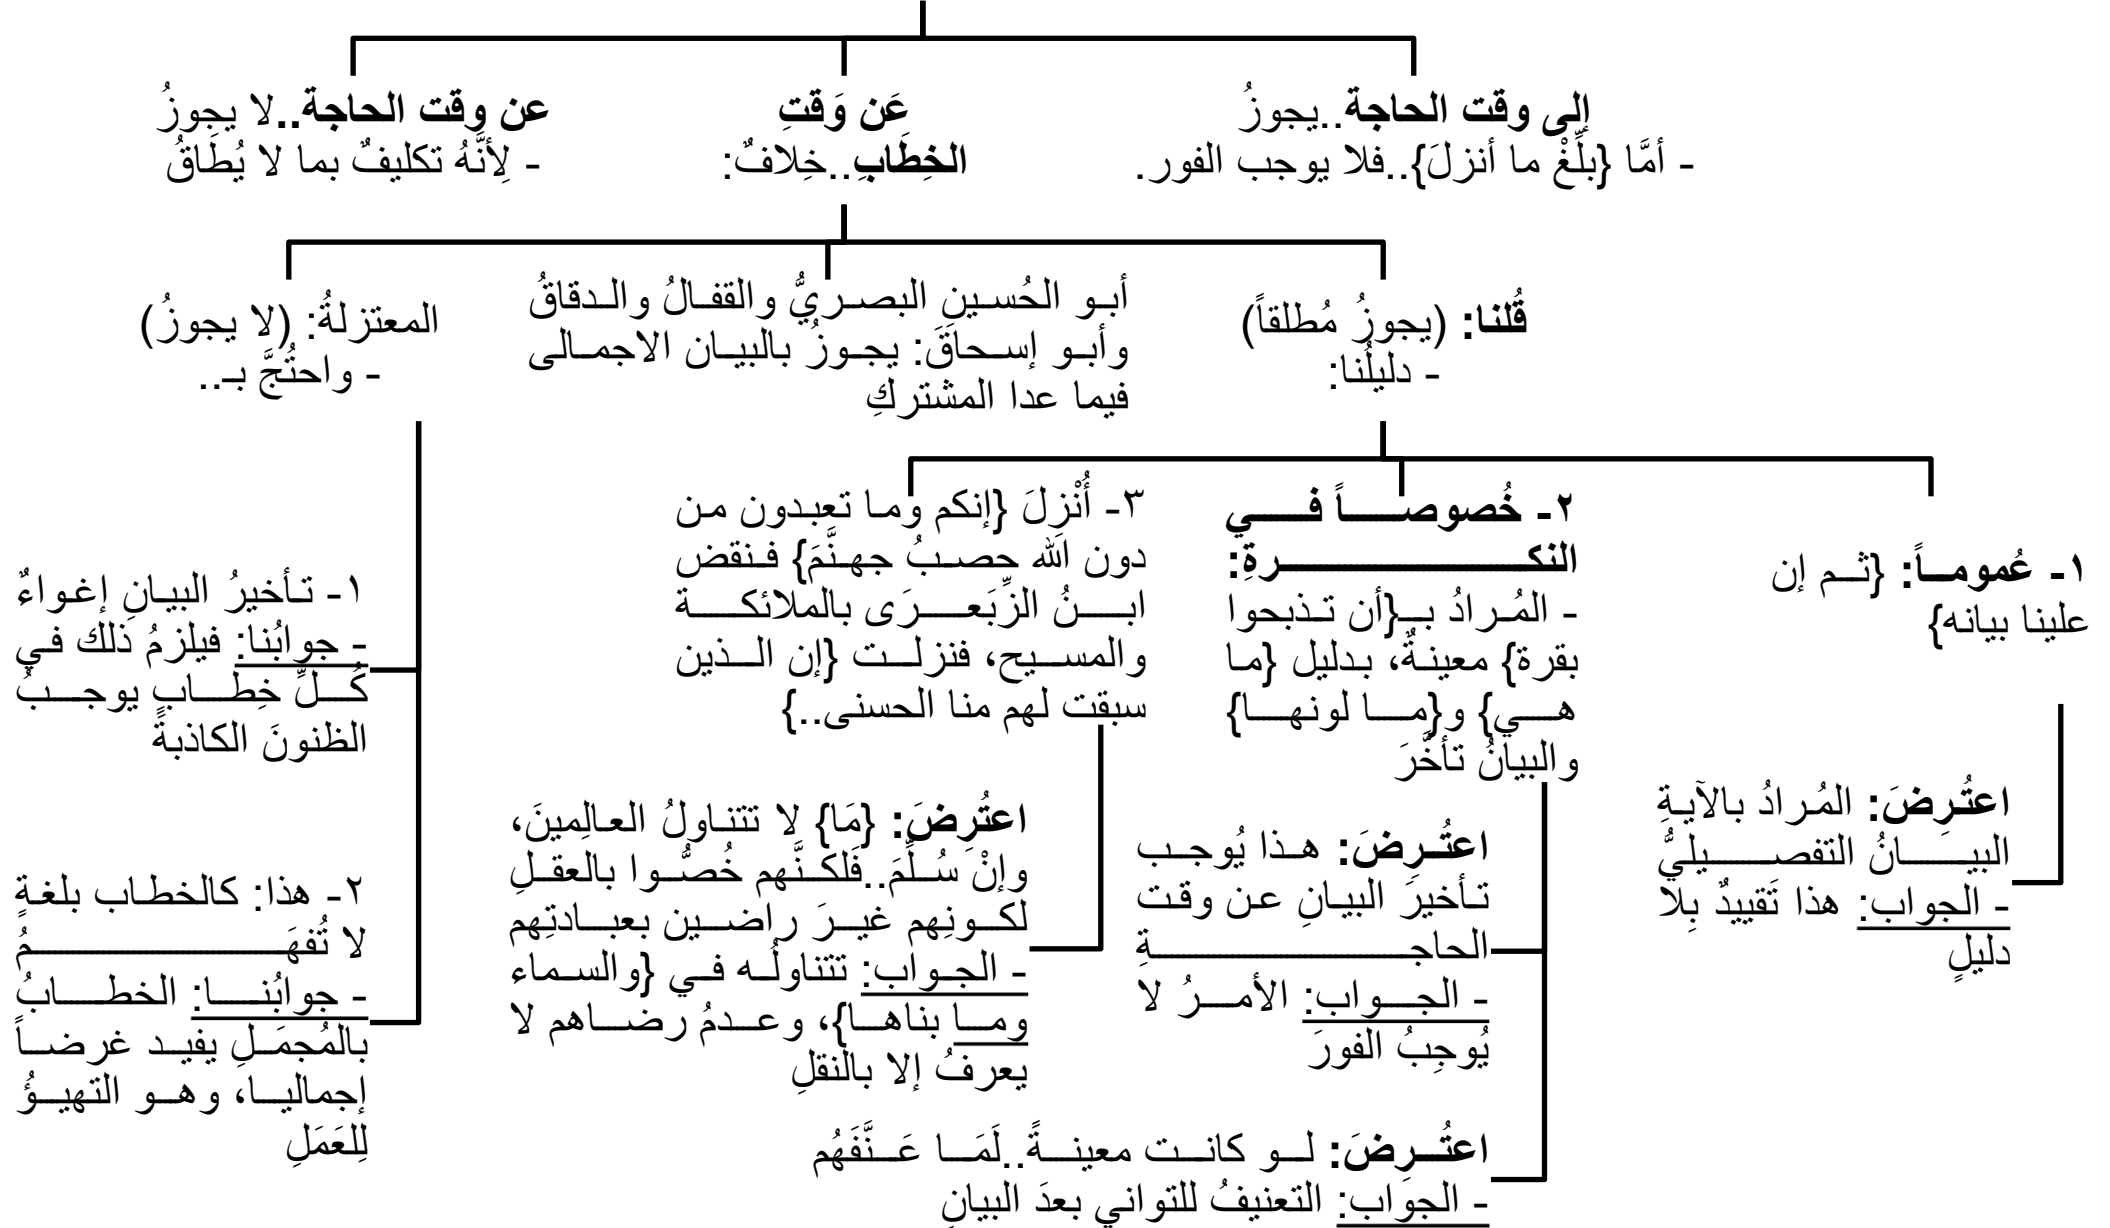 إلى وقت الحاجة..يجوزُ
- أمَّا {بلِّغْ ما أنزلَ}..فلا يوجب الفور.
عَن وَقتِ
الخِطَابِ..خِلافٌ:
عن وقت الحاجة..لا يجوزُ
- لِأنَّهُ تكليفٌ بما لا يُطَاقُ
قُلنا: (يجوزُ مُطلقاً)
- دليلُنا:
أبو الحُسين البصريُّ والقفالُ والدقاقُ
وأبو إسحاقَ: يجوزُ بالبيان الاجمالى
فيما عدا المشتركِ
المعتزلةُ: (لا يجوزُ)
- واحتُجَّ بـ..
١- عُموماً: {ثم إن
علينا بيانه}
اعتُرِضَ: المُرادُ بالآيةِ
البيانُ التفصيليُّ
- الجواب: هذا تَقييدٌ بِلا
دليلٍ
٢- خُصوصاً في
النكرةِ:
- المُرادُ بـ{أن تذبحوا
بقرة} معينةٌ، بدليل {ما
هي} و{ما لونها}
والبيانُ تأخَّرَ
اعتُرِضَ: هذا يُوجب
تأخيرَ البيانِ عن وقت
الحاجةِ
- الجواب: الأمرُ لا
يُوجِبُ الفورَ
اعتُرِضَ: لو كانت معينةً..لَمَا عَنَّفَهُم
- الجوَاب: التعنيفُ للتواني بعدَ البيانِ
٣- أُنْزِلَ {إنكم وما تعبدون من
دون الله حصبُ جهنَّمَ} فنقض
ابنُ الزِّبَعرَى بالملائكة
والمسيح، فنزلت {إن الذين
سبقت لهم منا الحسنى..}
اعتُرِضَ: {مَا} لا تتناولُ العالِمينَ،
وإنْ سُلِّمَ..فَلكنَّهم خُصُّوا بالعقلِ
لكونِهم غيرَ راضين بعبادتِهم
- الجواب: تتناولُه في {والسماء
وما بناها}، وعدمُ رضاهم لا
يعرفُ إلا بالنقلِ
١- تأخيرُ البيانِ إغواءٌ
- جوابُنا: فيلزمُ ذلك في
كُلِّ خِطابٍ يوجبُ
الظنونَ الكاذبةَ
٢- هذا: كالخطاب بلغةٍ
لا تُفهَمُ
- جوابُنا: الخطابُ
بالمُجمَلِ يفيد غرضاً
إجماليا، وهو التهيؤُ
لِلعَمَلِ